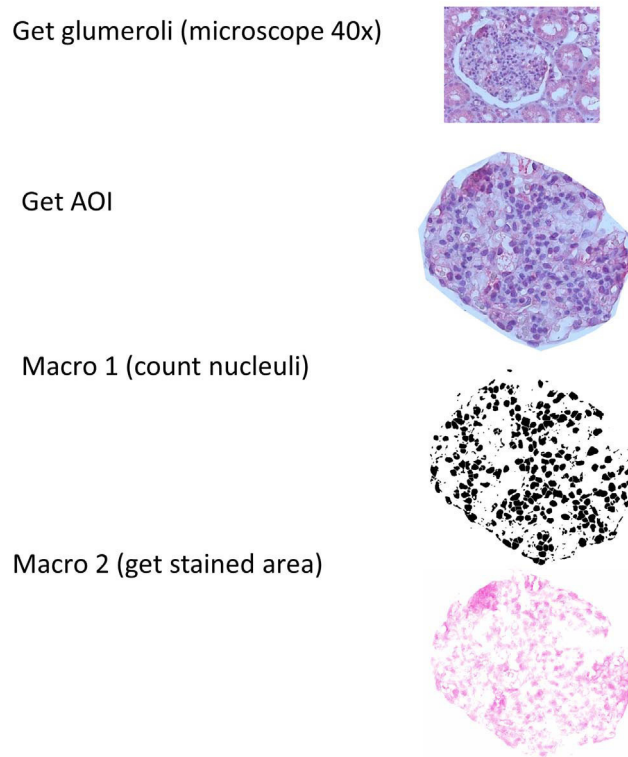 Get glumeroli (microscope 40x)
Get AOI
Macro 1 (count nucleuli)
Macro 2 (get stained area)